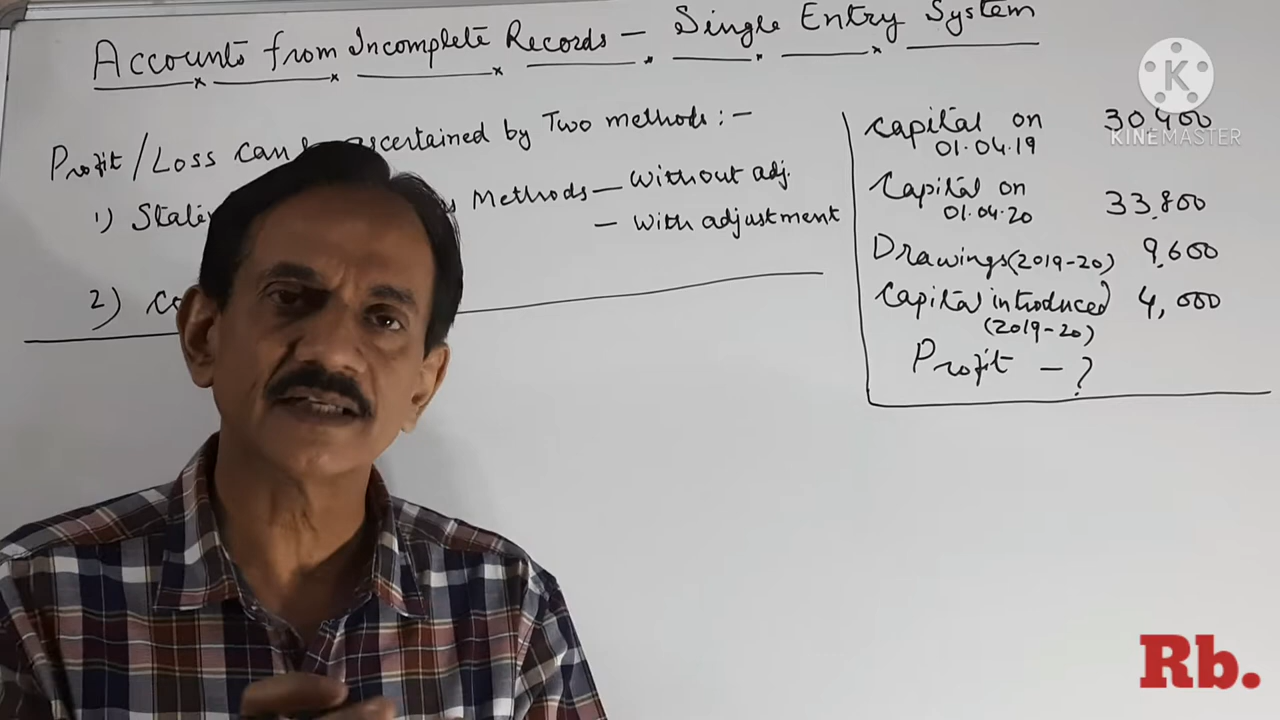 Accounts from Incomplete Records – Single Entry System
Profit/Loss can ascertained by Two methods :-
1) Methods – Without adj.
– With adjustment
2)
Capital on 30,400
01.04.19
Capital on 33,800
01.04.20
Drawings (2019-20) 9,600
Capital introduced 4,000
(2019-20)
Profit – ?
K
KINEMASTER
Rb.